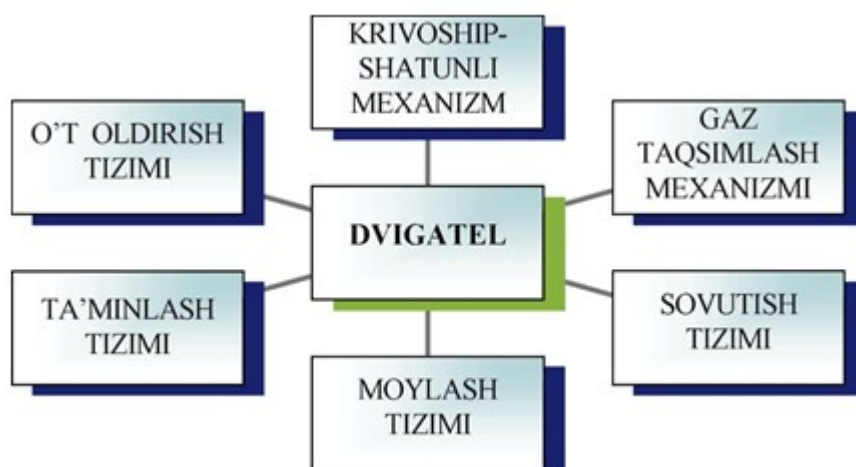 KRIVOSHIP-
SHATUNLI
MEXANIZM
O’T OLDIRISH
TIZIMI
GAZ
TAQSIMLASH
MEXANIZMI
DVIGATEL
TA’MINLASH
TIZIMI
SOVUTISH
TIZIMI
MOYLASH
TIZIMI